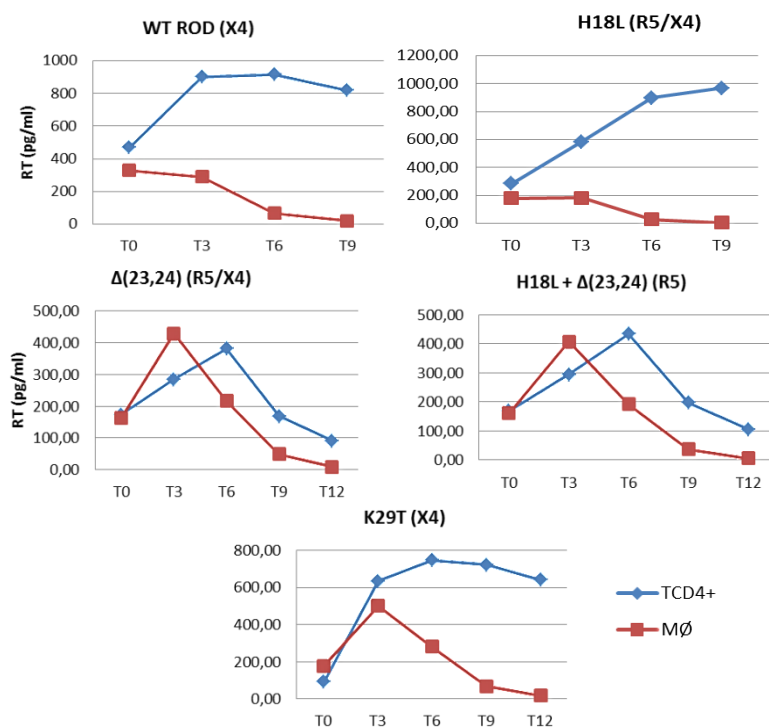 WT ROD (X4)
RT (pg/ml)
1000
800
600
400
200
0
T0 T3 T6 T9
H18L (R5/X4)
1200,00
1000,00
800,00
600,00
400,00
200,00
0,00
T0 T3 T6 T9
Δ(23,24) (R5/X4)
RT (pg/ml)
500,00
400,00
300,00
200,00
100,00
0,00
T0 T3 T6 T9 T12
H18L + Δ(23,24) (R5)
500,00
400,00
300,00
200,00
100,00
0,00
T0 T3 T6 T9 T12
K29T (X4)
800,00
600,00
400,00
200,00
0,00
T0 T3 T6 T9 T12
TCD4+
MØ